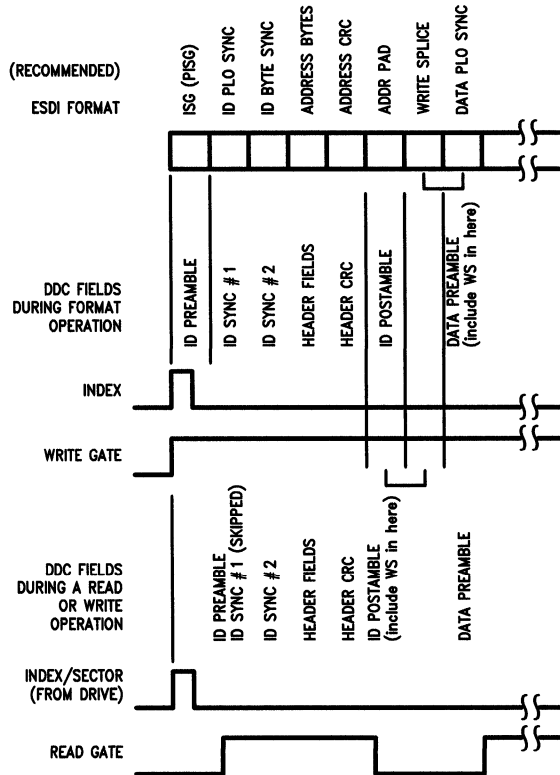 (RECOMMENDED)
ESDI FORMAT
ISG (PISG)
ID PLO SYNC
ID BYTE SYNC
ADDRESS BYTES
ADDRESS CRC
ADDR PAD
WRITE SPLICE
DATA PLO SYNC
DDC FIELDS
DURING FORMAT
OPERATION
ID PREAMBLE
ID SYNC #1
ID SYNC #2
HEADER FIELDS
HEADER CRC
ID POSTAMBLE
DATA PREAMBLE
(include WS in here)
INDEX
WRITE GATE
DDC FIELDS
DURING A READ
OR WRITE
OPERATION
ID PREAMBLE
ID SYNC #1 (SKIPPED)
ID SYNC #2
HEADER FIELDS
HEADER CRC
ID POSTAMBLE
(include WS in here)
DATA PREAMBLE
INDEX/SECTOR
(FROM DRIVE)
READ GATE